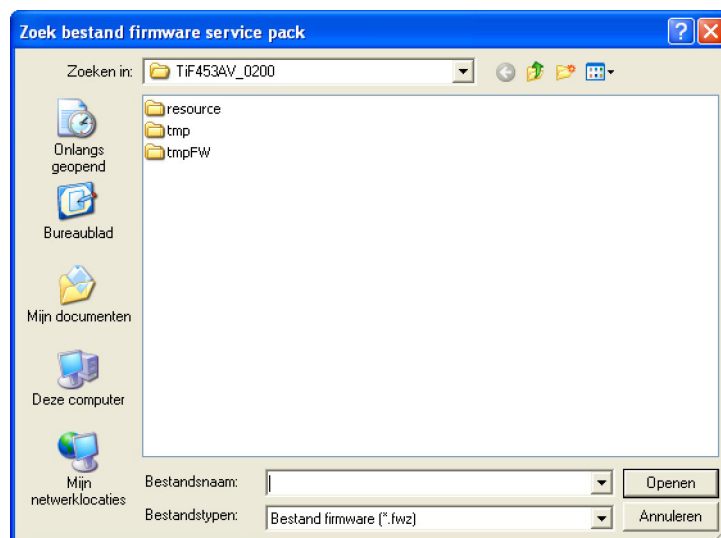 Zoek bestand firmware service pack
Zoeken in:
TiF453AV_0200
Onlangs
geopend
Bureaublad
Mijn documenten
Deze computer
Mijn
netwerklocaties
resource
tmp
tmpFW
Bestandsnaam:
Openen
Bestandstypen:
Bestand firmware (*.fwz)
Annuleren